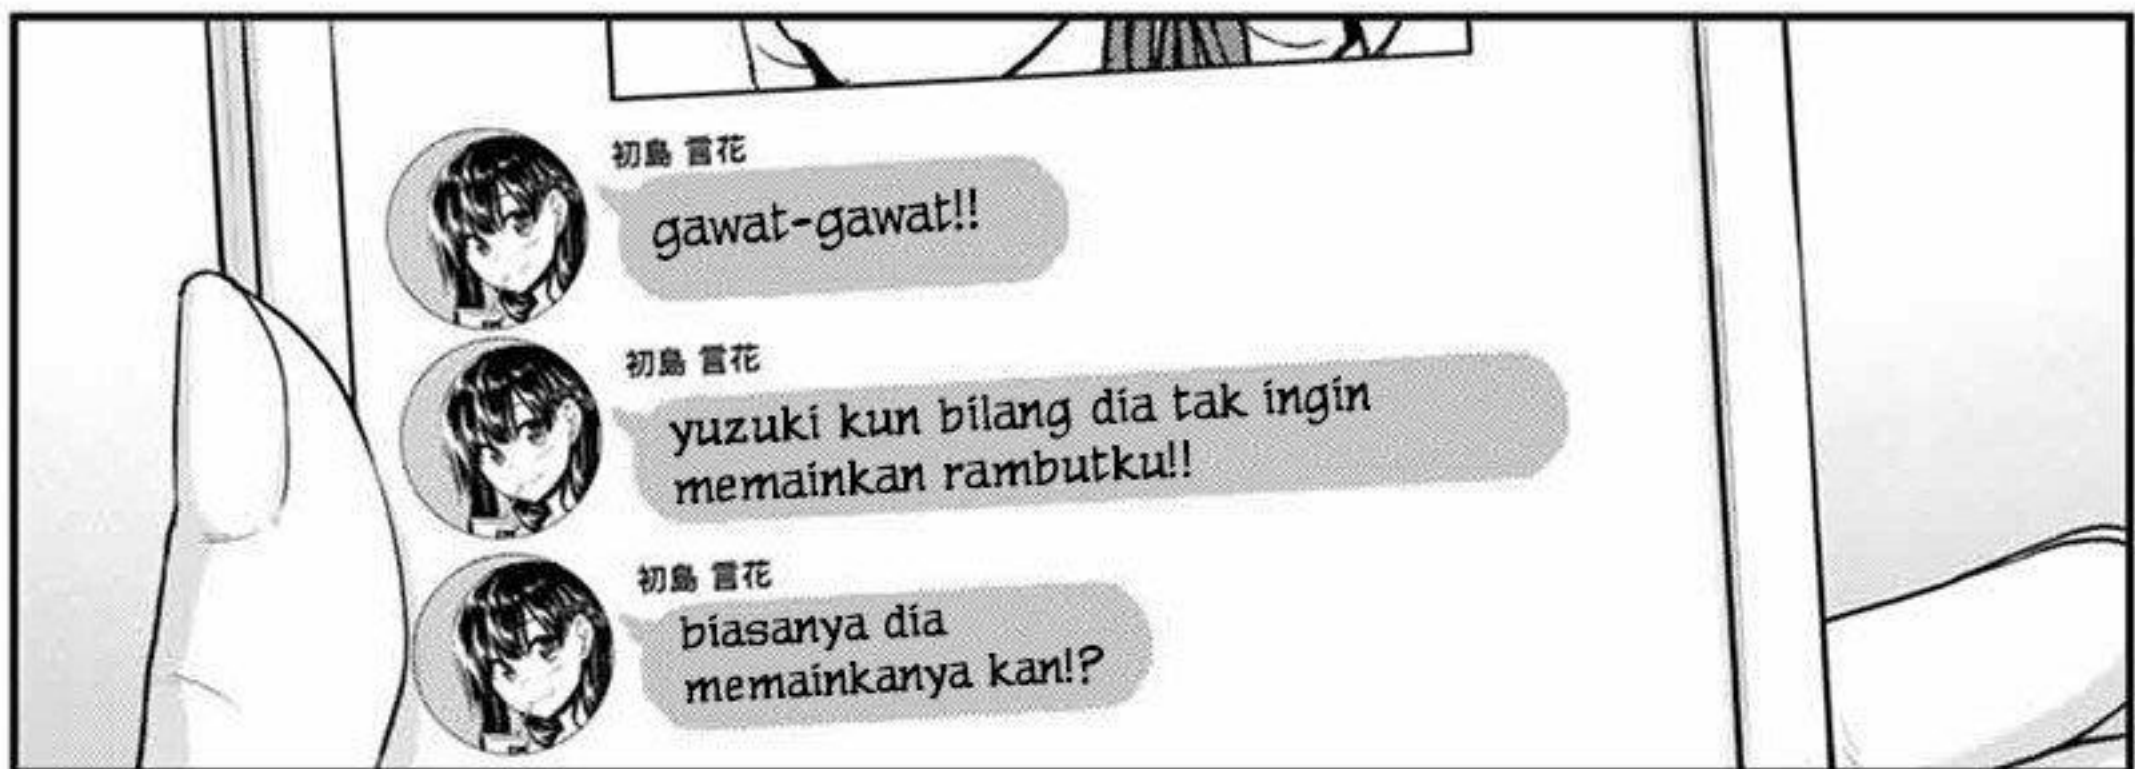 初島 言花
gawat-gawat!!
初島 言花
yuzuki kun bilang dia tak ingin
memainkan rambutku!!
初島 言花
biasanya dia
memainkanya kan!?